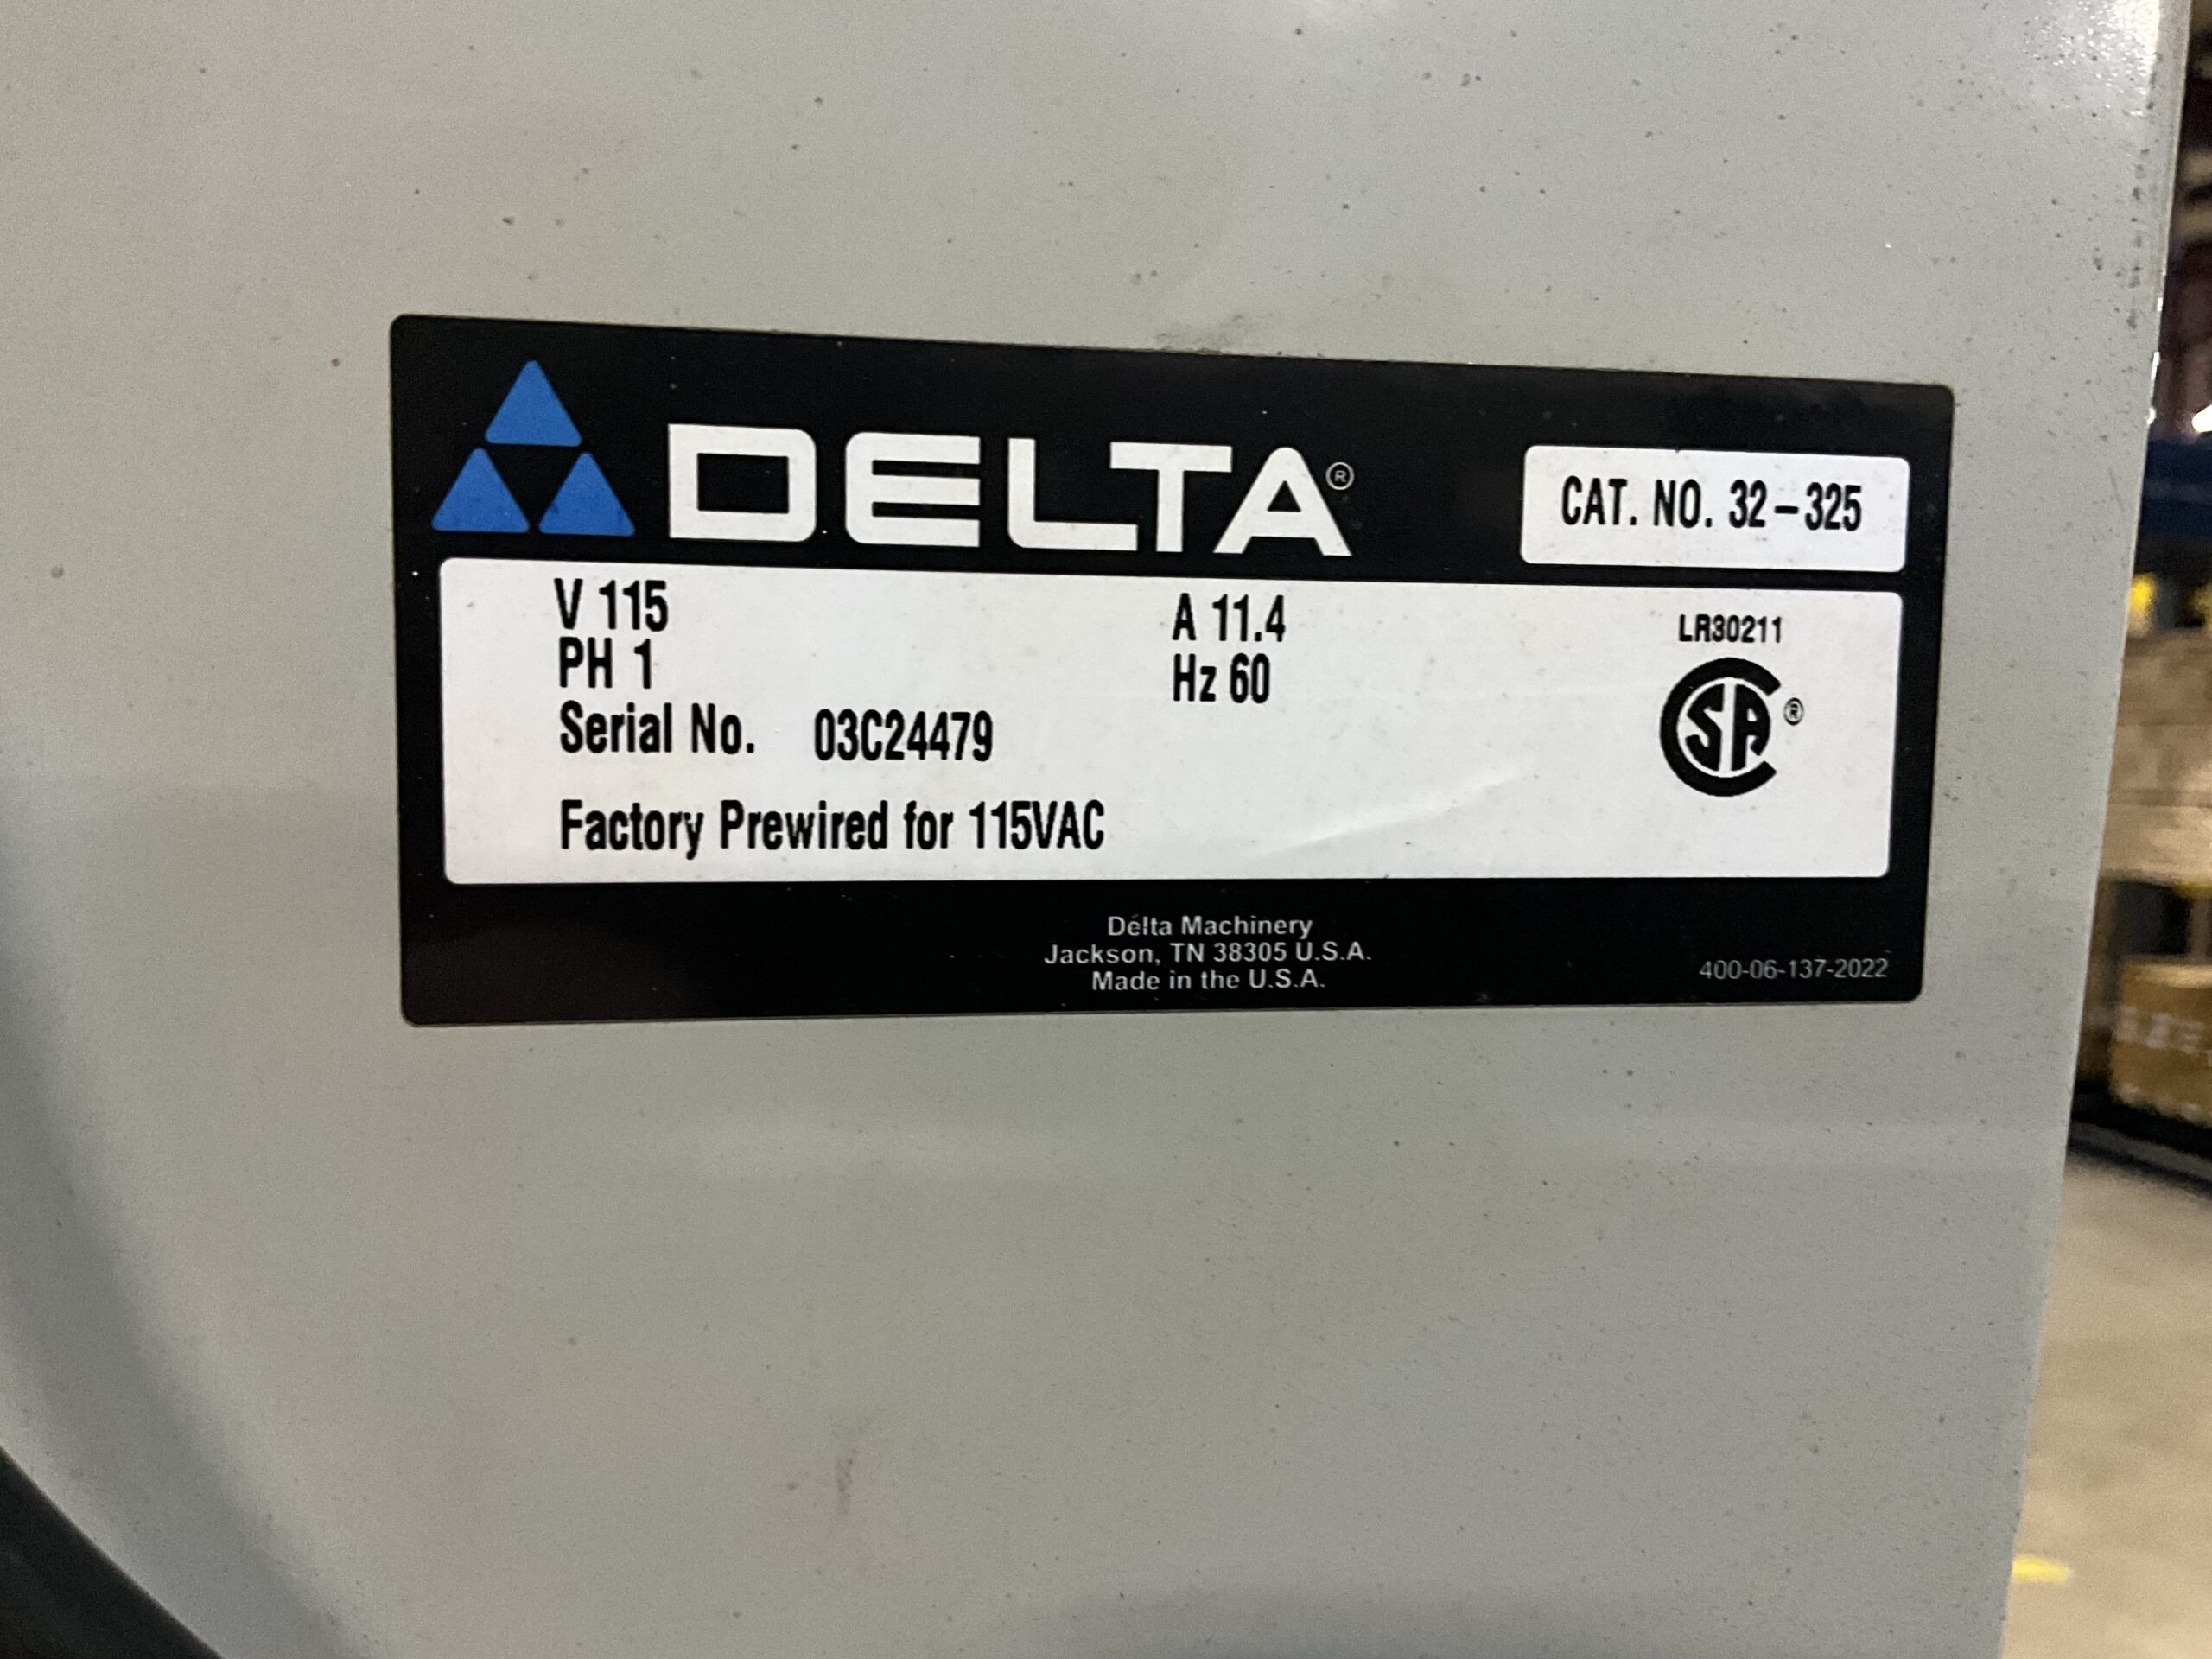 DELTA®
CAT. NO. 32-325
V 115
A 11.4
PH 1
Hz 60
LR30211
Serial No. 03C24479
SA ®
Factory Prewired for 115VAC
Delta Machinery
Jackson, TN 38305 U.S.A.
Made in the U.S.A.
400-06-137-2022